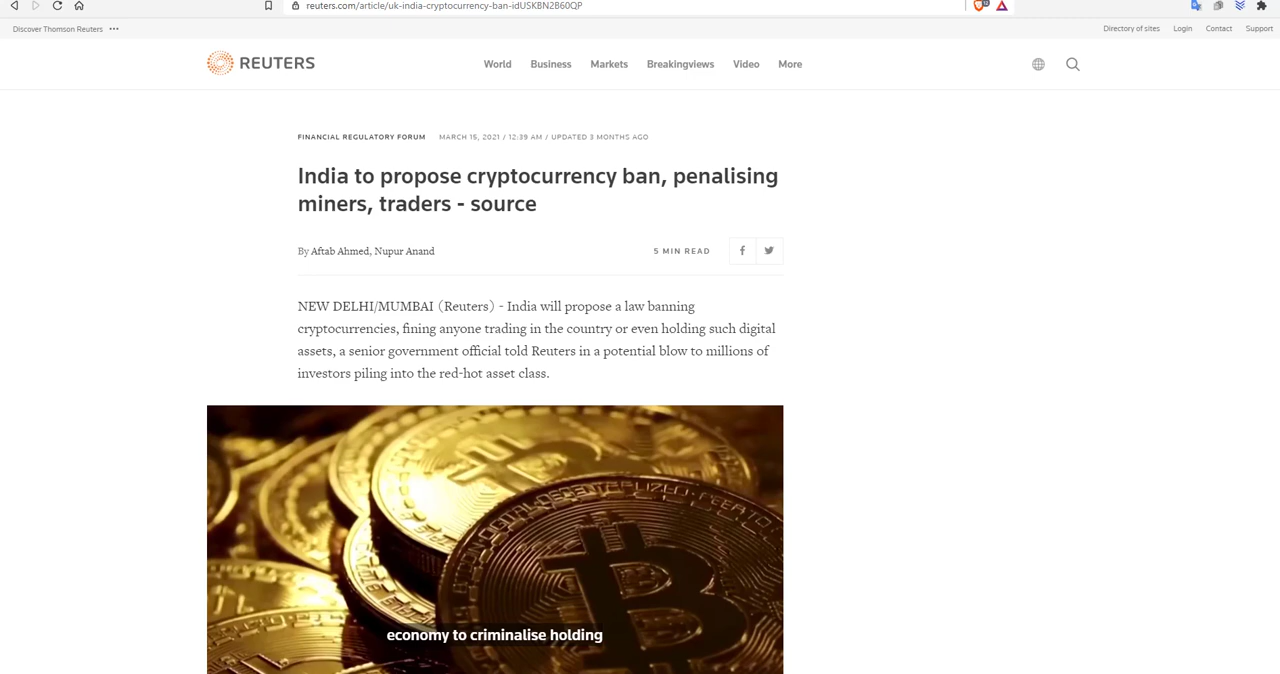 reuters.com/article/uk-india-cryptocurrency-ban-idUSKBN2B60QP
12
Discover Thomson Reuters •••
Directory of sites Login Contact Support
REUTERS
World Business Markets Breakingviews Video More
FINANCIAL REGULATORY FORUM MARCH 15, 2021 / 12:39 AM / UPDATED 3 MONTHS AGO
India to propose cryptocurrency ban, penalising
miners, traders - source
By Aftab Ahmed, Nupur Anand
5 MIN READ
NEW DELHI/MUMBAI (Reuters) - India will propose a law banning
cryptocurrencies, fining anyone trading in the country or even holding such digital
assets, a senior government official told Reuters in a potential blow to millions of
investors piling into the red-hot asset class.
economy to criminalise holding